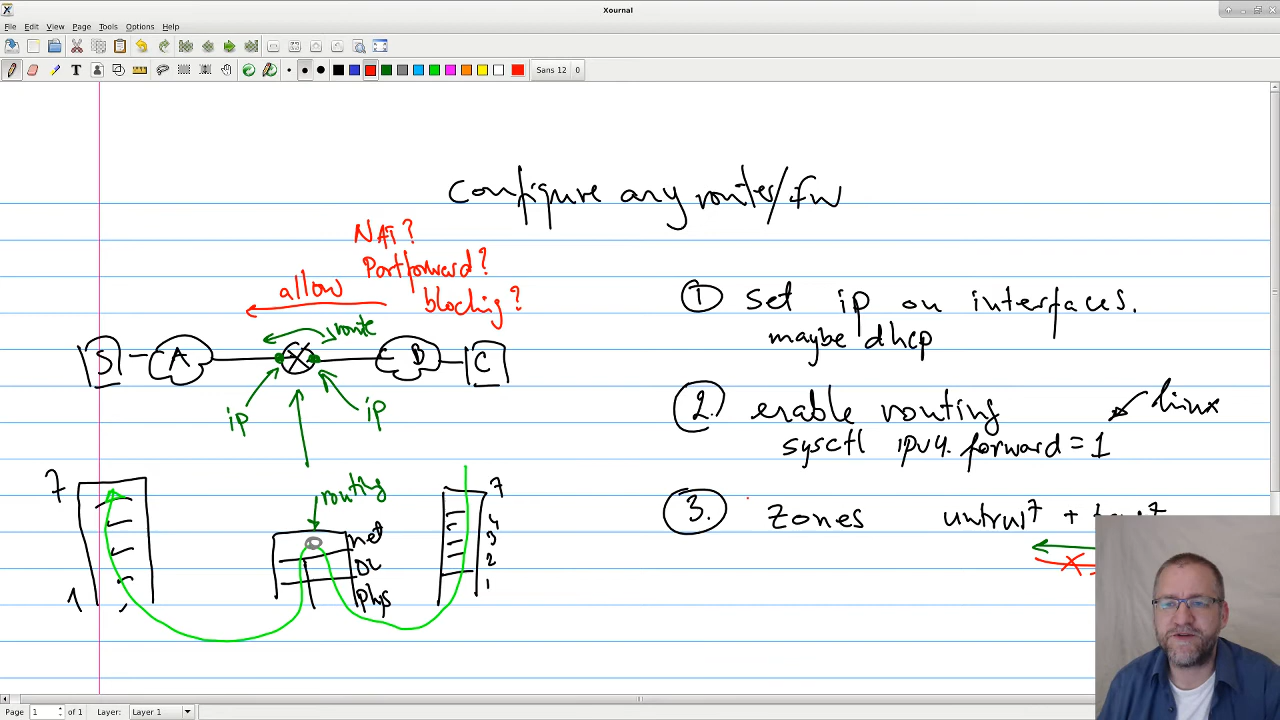 Xournal
File Edit View Page Tools Options Help
Sans 12 0
Configure any router/fw
NAT?
Portforward?
allow
blocking?
route
S A B C
ip ip
7 routing 7
net
DL
phys
4
3
2
1
1
1 set ip on interfaces.
maybe dhcp
2. enable routing linux
sysctl ipv4.forward=1
3. zones untrust +
Page 1 of 1 Layer: Layer 1